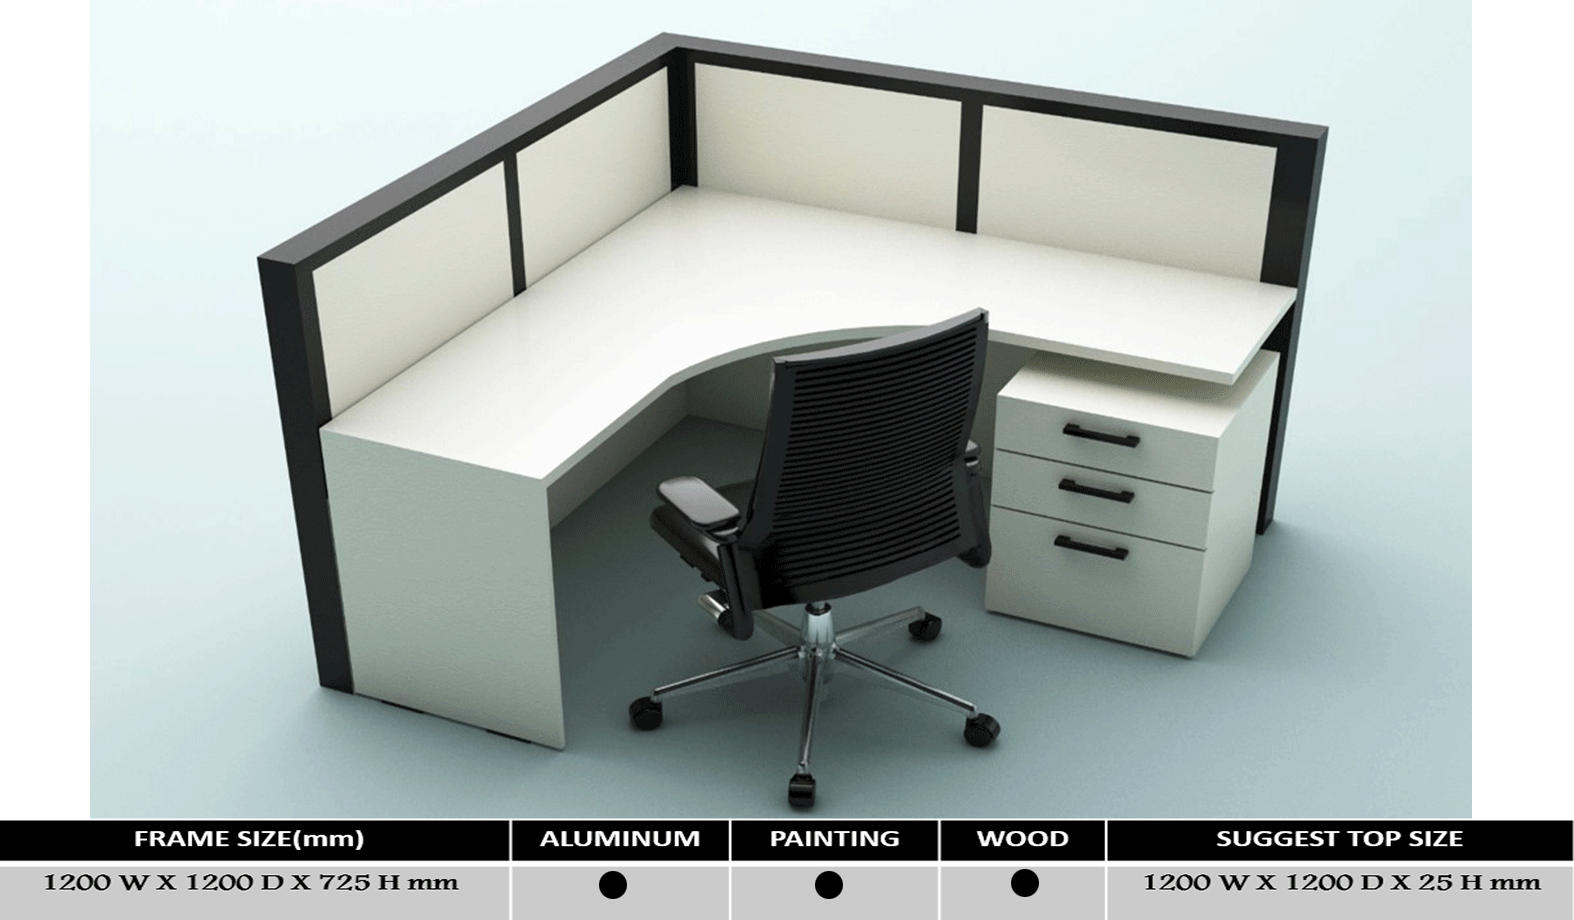 FRAME SIZE(mm) ALUMINUM PAINTING WOOD SUGGEST TOP SIZE
1200 W X 1200 D X 725 H mm ● ● ● 1200 W X 1200 D X 25 H mm